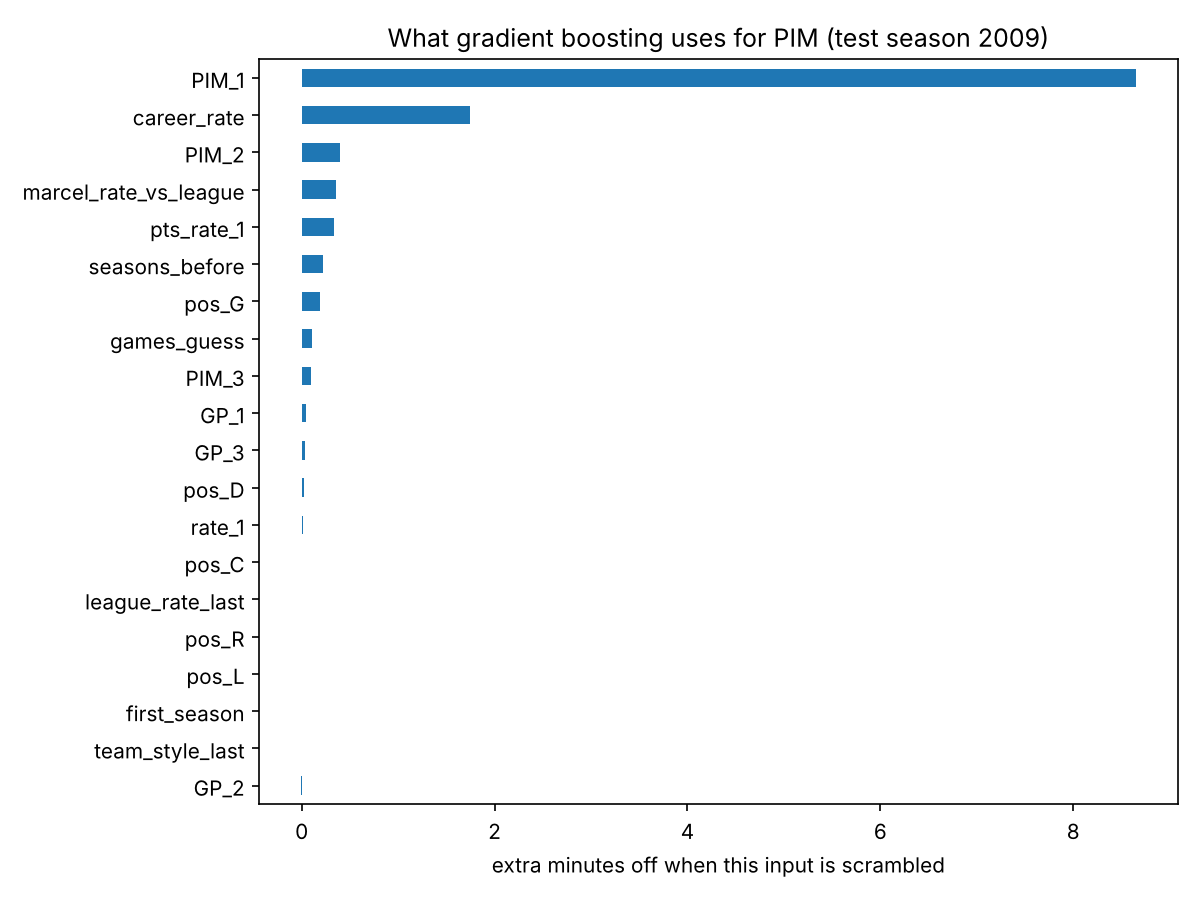 What gradient boosting uses for PIM (test season 2009)
PIM_1
career_rate
PIM_2
marcel_rate_vs_league
pts_rate_1
seasons_before
pos_G
games_guess
PIM_3
GP_1
GP_3
pos_D
rate_1
pos_C
league_rate_last
pos_R
pos_L
first_season
team_style_last
GP_2
0 2 4 6 8
extra minutes off when this input is scrambled